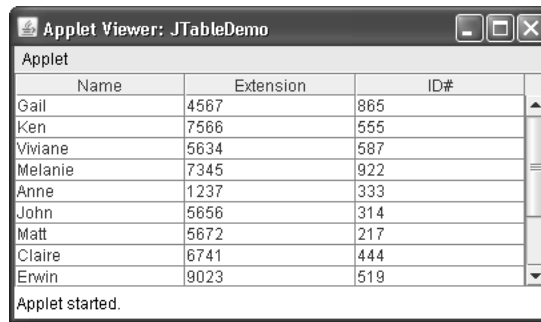 Applet Viewer: JTableDemo
Applet
Name Extension ID#
Gail 4567 865
Ken 7566 555
Viviane 5634 587
Melanie 7345 922
Anne 1237 333
John 5656 314
Matt 5672 217
Claire 6741 444
Erwin 9023 519
Applet started.